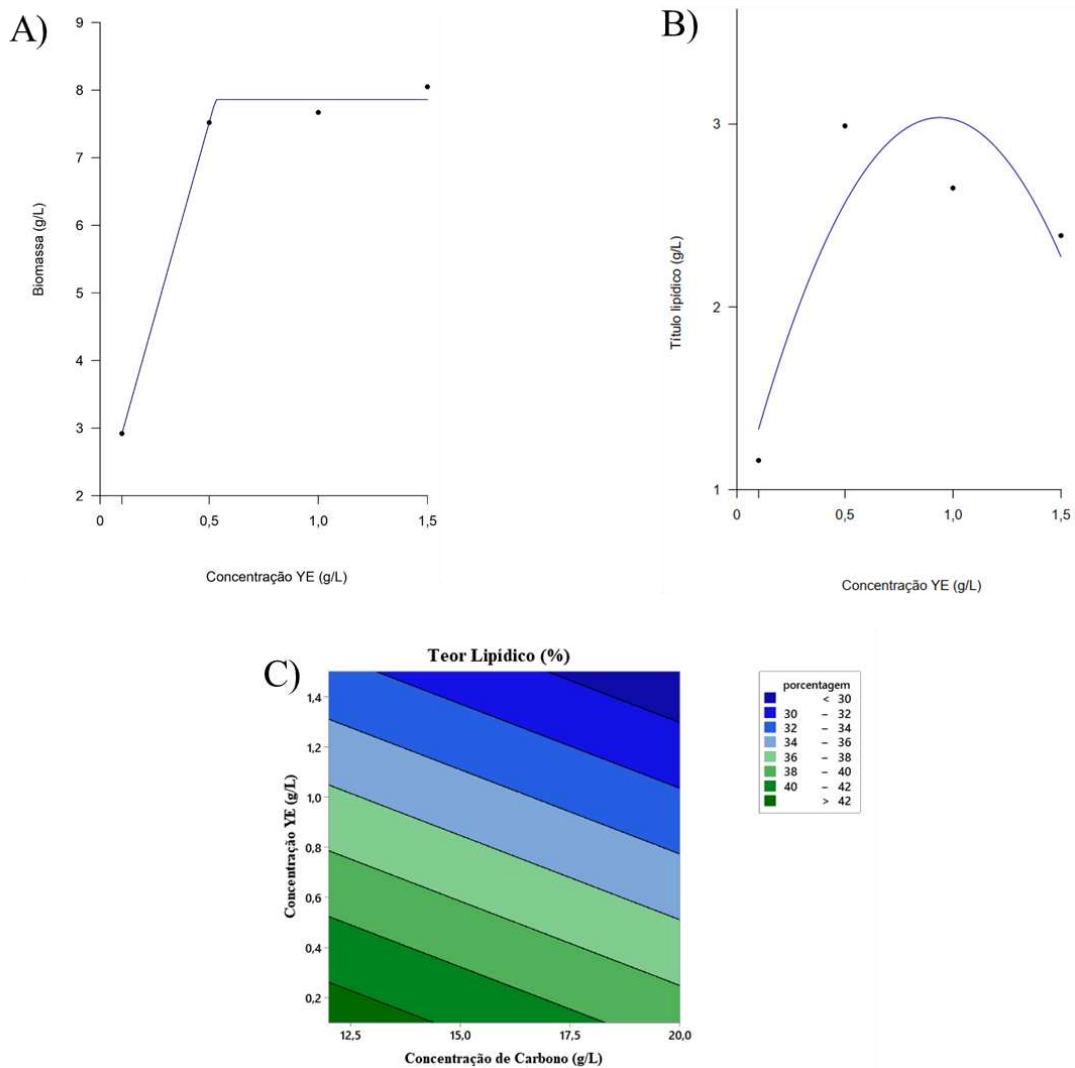 A)
9
8
7
6
5
4
3
2
Biomassa (g/L)
0
0,5
1,0
1,5
Concentração YE (g/L)
B)
3
2
1
Título lipídico (g/L)
0
0,5
1,0
1,5
Concentração YE (g/L)
C)
Teor Lipídico (%)
1,4
1,2
1,0
0,8
0,6
0,4
0,2
Concentração YE (g/L)
12,5
15,0
17,5
20,0
Concentração de Carbono (g/L)
porcentagem
< 30
30 – 32
32 – 34
34 – 36
36 – 38
38 – 40
40 – 42
> 42